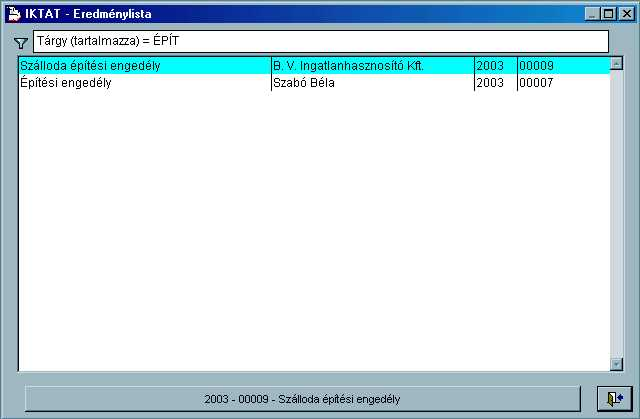 IKTAT - Eredménylista
Tárgy (tartalmazza) = ÉPÍT
Szálloda építési engedély B. V. Ingatlanhasznosító Kft. 2003 00009
Építési engedély Szabó Béla 2003 00007
2003 - 00009 - Szálloda építési engedély